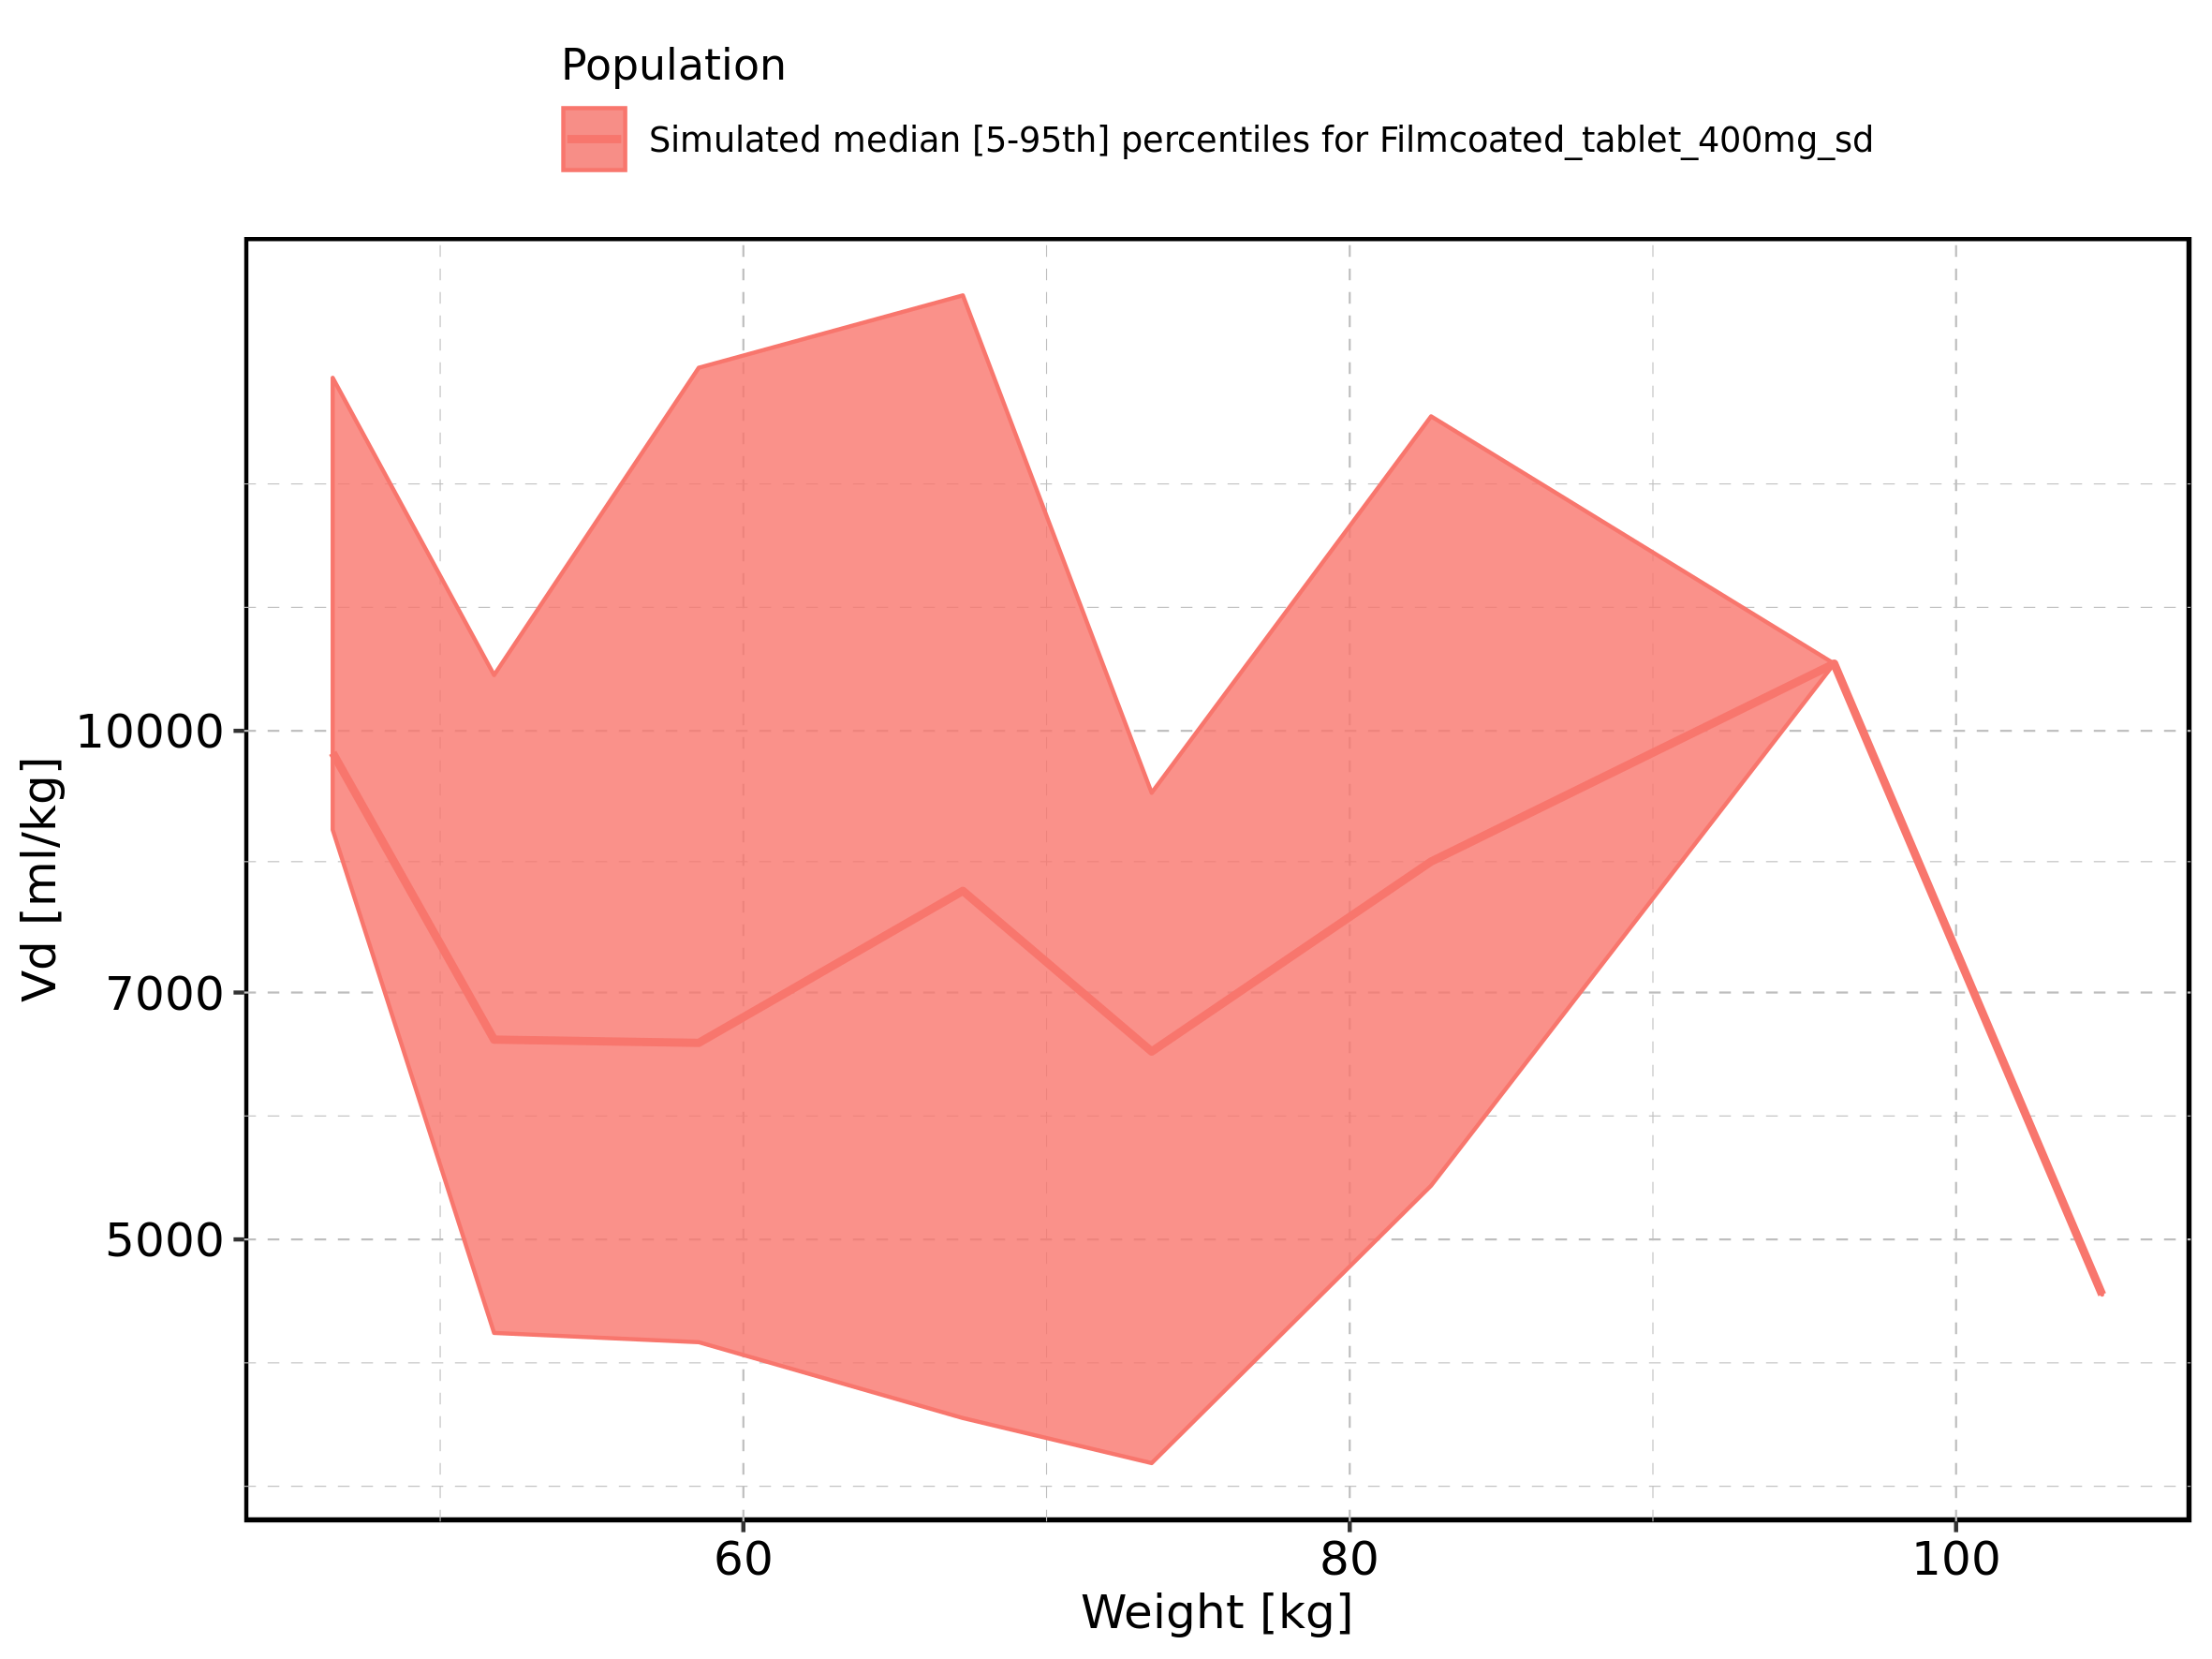 Population
Simulated median [5-95th] percentiles for Filmcoated_tablet_400mg_sd
10000
7000
5000
Vd [ml/kg]
60 80 100
Weight [kg]